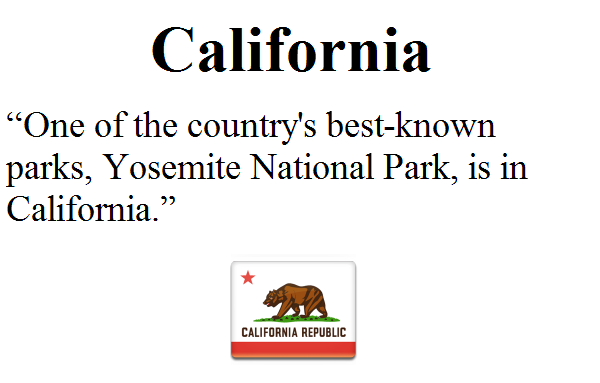 California
“One of the country's best-known
parks, Yosemite National Park, is in
California.”
CALIFORNIA REPUBLIC